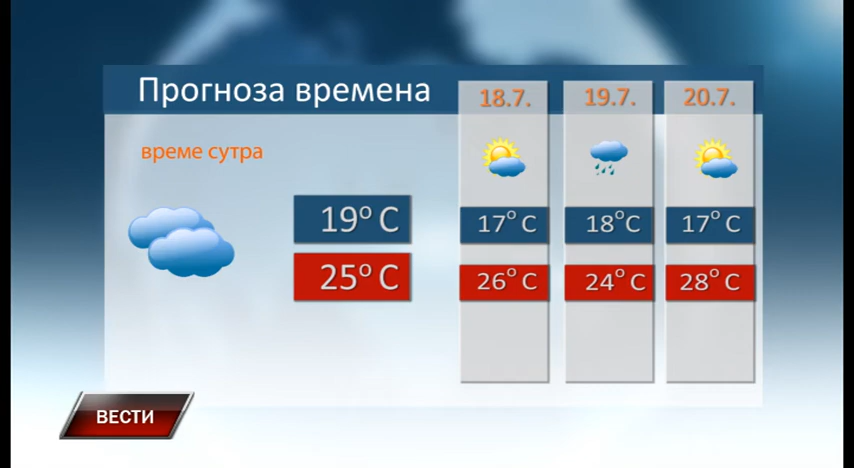 Прогноза времена
време сутра
19° C
25° C
18.7.
17° C
26° C
19.7.
18°C
24° C
20.7.
17° C
28° C
ВЕСТИ